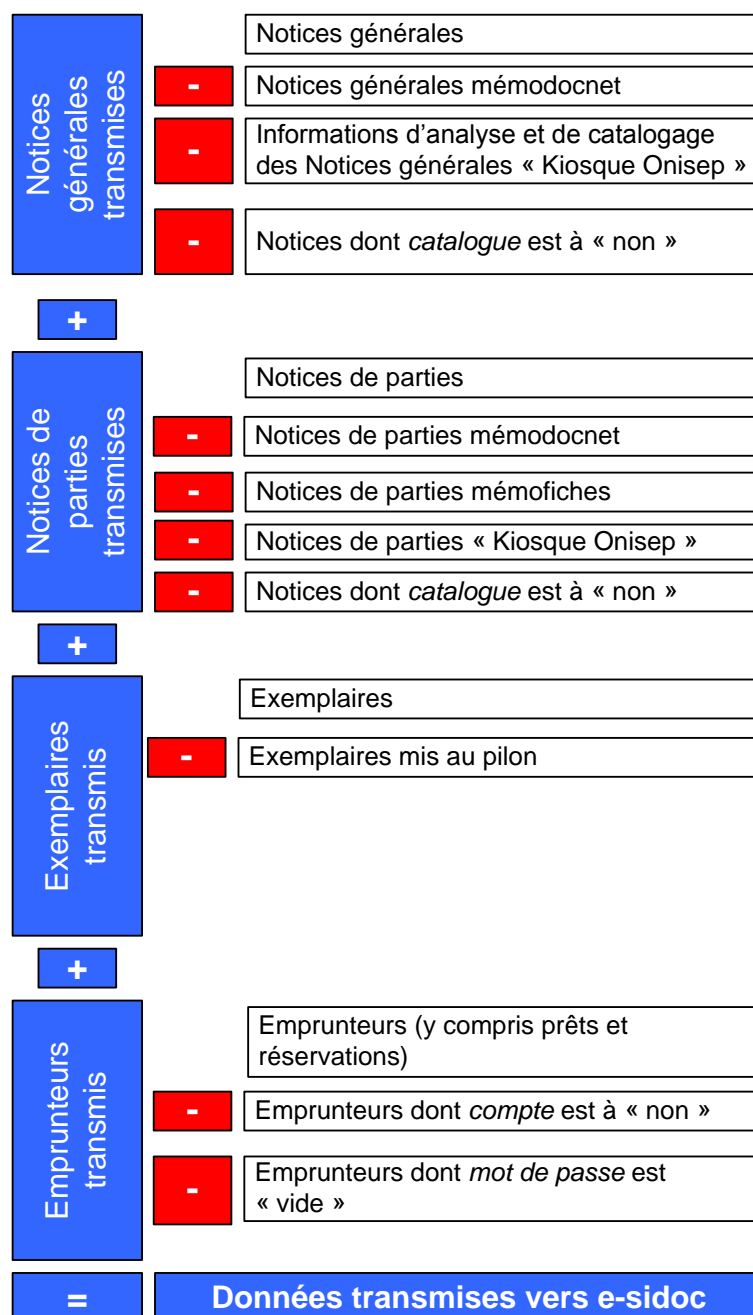 Notices
générales
transmises
Notices générales
-
Notices générales mémodocnet
-
Informations d'analyse et de catalogage
des Notices générales « Kiosque Onisep »
-
Notices dont catalogue est à « non »
+
Notices de
parties
transmises
Notices de parties
-
Notices de parties mémodocnet
-
Notices de parties mémofiches
-
Notices de parties « Kiosque Onisep »
-
Notices dont catalogue est à « non »
+
Exemplaires
transmis
Exemplaires
-
Exemplaires mis au pilon
+
Emprunteurs
transmis
Emprunteurs (y compris prêts et
réservations)
-
Emprunteurs dont compte est à « non »
-
Emprunteurs dont mot de passe est
« vide »
=
Données transmises vers e-sidoc